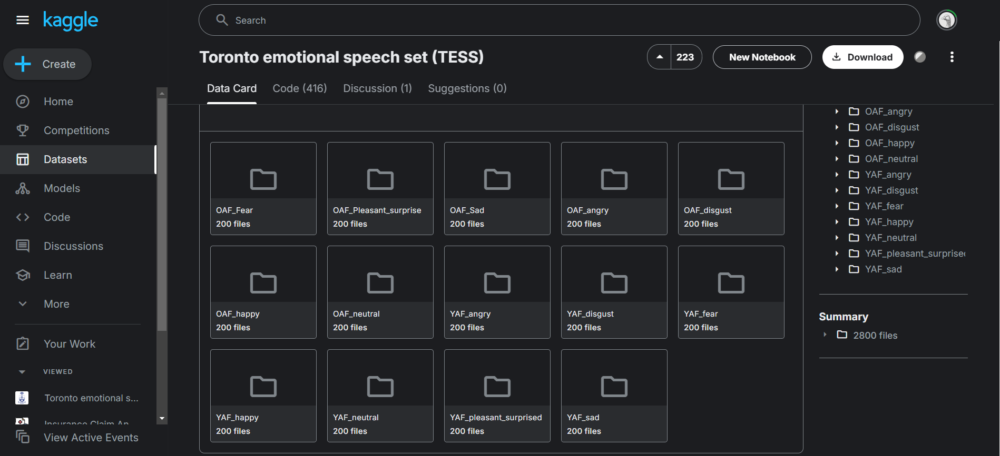 kaggle
Search
Create
Home
Competitions
Datasets
Models
Code
Discussions
Learn
More
Your Work
VIEWED
Toronto emotional s...
Insurance Claim An
View Active Events
Toronto emotional speech set (TESS)
223
New Notebook
Download
Data Card
Code (416)
Discussion (1)
Suggestions (0)
OAF_Fear
200 files
OAF_Pleasant_surprise
200 files
OAF_Sad
200 files
OAF_angry
200 files
OAF_disgust
200 files
OAF_happy
200 files
OAF_neutral
200 files
YAF_angry
200 files
YAF_disgust
200 files
YAF_fear
200 files
YAF_happy
200 files
YAF_neutral
200 files
YAF_pleasant_surprised
200 files
YAF_sad
200 files
OAF_angry
OAF_disgust
OAF_happy
OAF_neutral
YAF_angry
YAF_disgust
YAF_fear
YAF_happy
YAF_neutral
YAF_pleasant_surprised
YAF_sad
Summary
2800 files